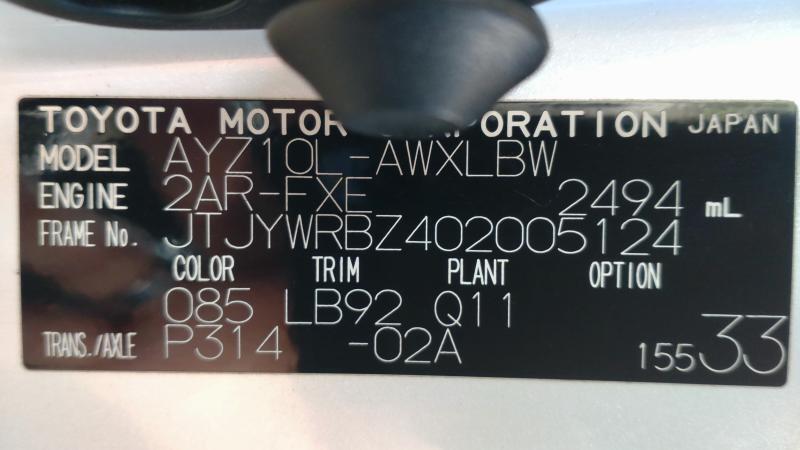 TOYOTA MOTOR CORPORATION JAPAN
MODEL AYZ10L-AWXLBW
ENGINE 2AR-FXE 2494 mL
FRAME No. JTJYWRBZ402005124
COLOR TRIM PLANT OPTION
085 LB92 Q11
TRANS./AXLE P314 -02A 15533